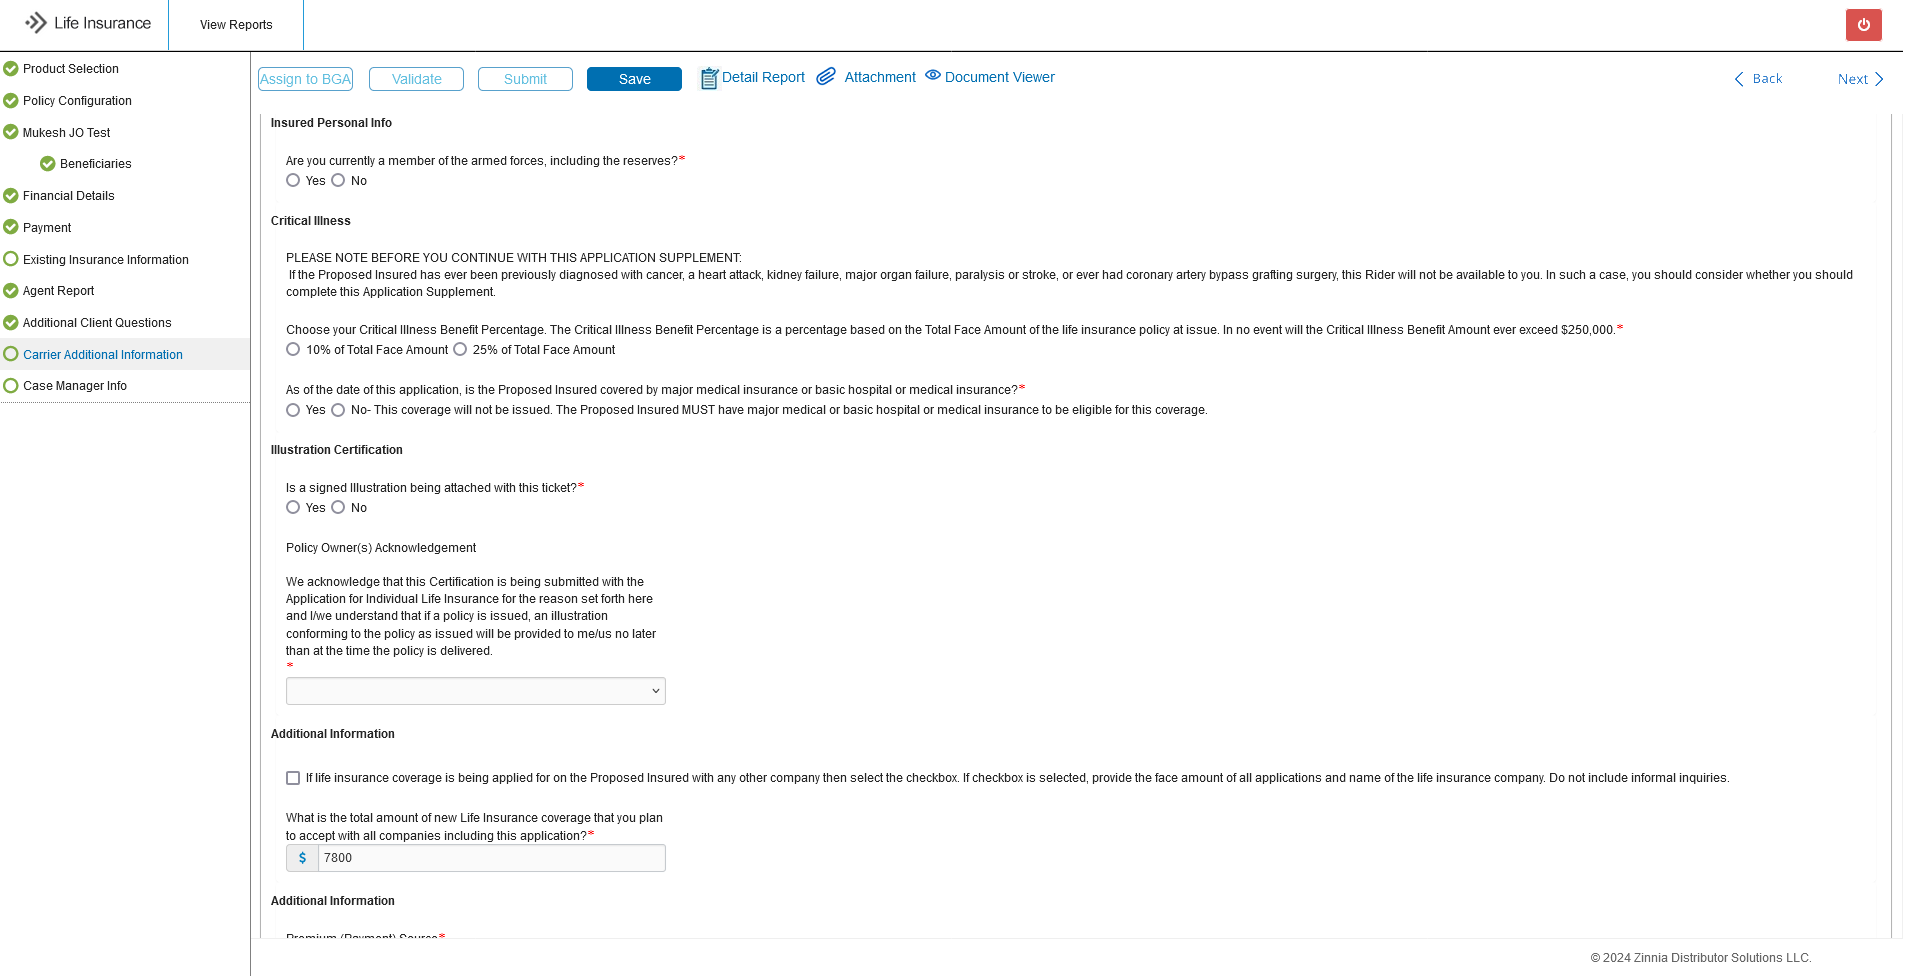 Life Insurance
View Reports
Product Selection
Policy Configuration
Mukesh JO Test
Beneficiaries
Financial Details
Payment
Existing Insurance Information
Agent Report
Additional Client Questions
Carrier Additional Information
Case Manager Info
Assign to BGA
Validate
Submit
Save
Detail Report
Attachment
Document Viewer
Back
Next
Insured Personal Info
Are you currently a member of the armed forces, including the reserves?*
Yes No
Critical Illness
PLEASE NOTE BEFORE YOU CONTINUE WITH THIS APPLICATION SUPPLEMENT:
If the Proposed Insured has ever been previously diagnosed with cancer, a heart attack, kidney failure, major organ failure, paralysis or stroke, or ever had coronary artery bypass grafting surgery, this Rider will not be available to you. In such a case, you should consider whether you should
complete this Application Supplement.
Choose your Critical Illness Benefit Percentage. The Critical Illness Benefit Percentage is a percentage based on the Total Face Amount of the life insurance policy at issue. In no event will the Critical Illness Benefit Amount ever exceed $250,000.*
10% of Total Face Amount 25% of Total Face Amount
As of the date of this application, is the Proposed Insured covered by major medical insurance or basic hospital or medical insurance?*
Yes No- This coverage will not be issued. The Proposed Insured MUST have major medical or basic hospital or medical insurance to be eligible for this coverage.
Illustration Certification
Is a signed Illustration being attached with this ticket?*
Yes No
Policy Owner(s) Acknowledgement
We acknowledge that this Certification is being submitted with the
Application for Individual Life Insurance for the reason set forth here
and I/we understand that if a policy is issued, an illustration
conforming to the policy as issued will be provided to me/us no later
than at the time the policy is delivered.
*
Additional Information
If life insurance coverage is being applied for on the Proposed Insured with any other company then select the checkbox. If checkbox is selected, provide the face amount of all applications and name of the life insurance company. Do not include informal inquiries.
What is the total amount of new Life Insurance coverage that you plan
to accept with all companies including this application?*
$ 7800
Additional Information
Premium (Payment) Source*
© 2024 Zinnia Distributor Solutions LLC.